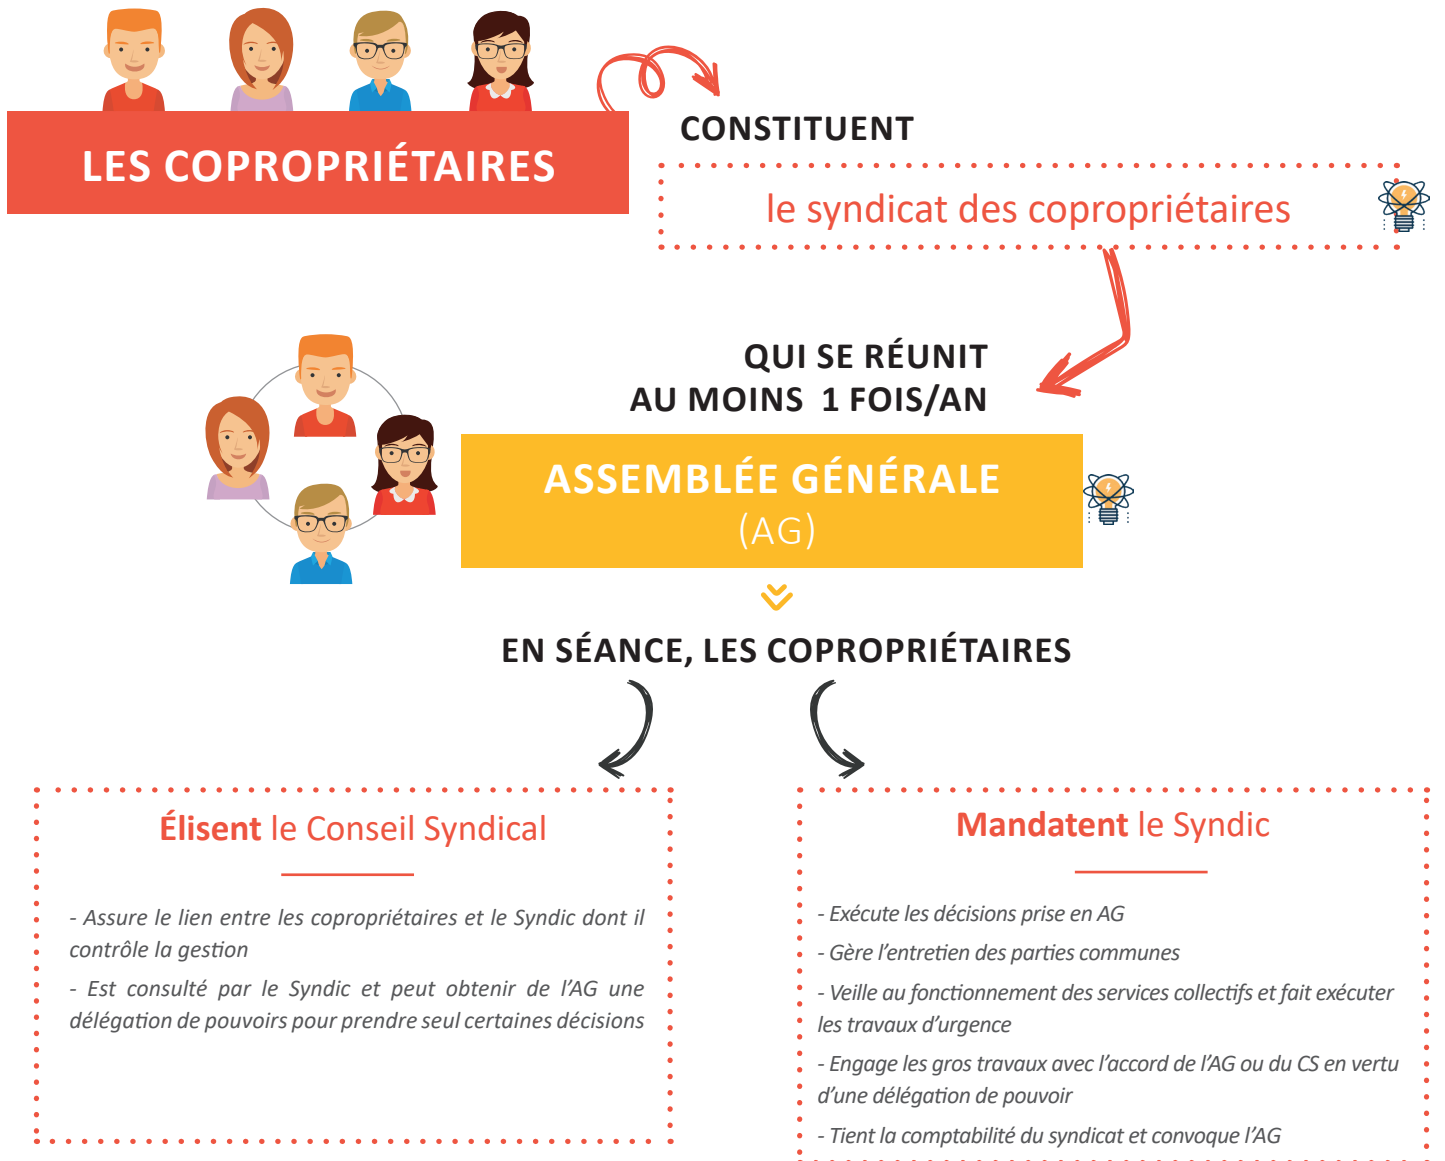 LES COPROPRIÉTAIRES
CONSTITUENT
le syndicat des copropriétaires
QUI SE RÉUNIT
AU MOINS 1 FOIS/AN
ASSEMBLÉE GÉNÉRALE
(AG)
EN SÉANCE, LES COPROPRIÉTAIRES
Élisent le Conseil Syndical
- Assure le lien entre les copropriétaires et le Syndic dont il
contrôle la gestion
- Est consulté par le Syndic et peut obtenir de l'AG une
délégation de pouvoirs pour prendre seul certaines décisions
Mandatent le Syndic
- Exécute les décisions prise en AG
- Gère l'entretien des parties communes
- Veille au fonctionnement des services collectifs et fait exécuter
les travaux d'urgence
- Engage les gros travaux avec l'accord de l'AG ou du CS en vertu
d'une délégation de pouvoir
- Tient la comptabilité du syndicat et convoque l'AG